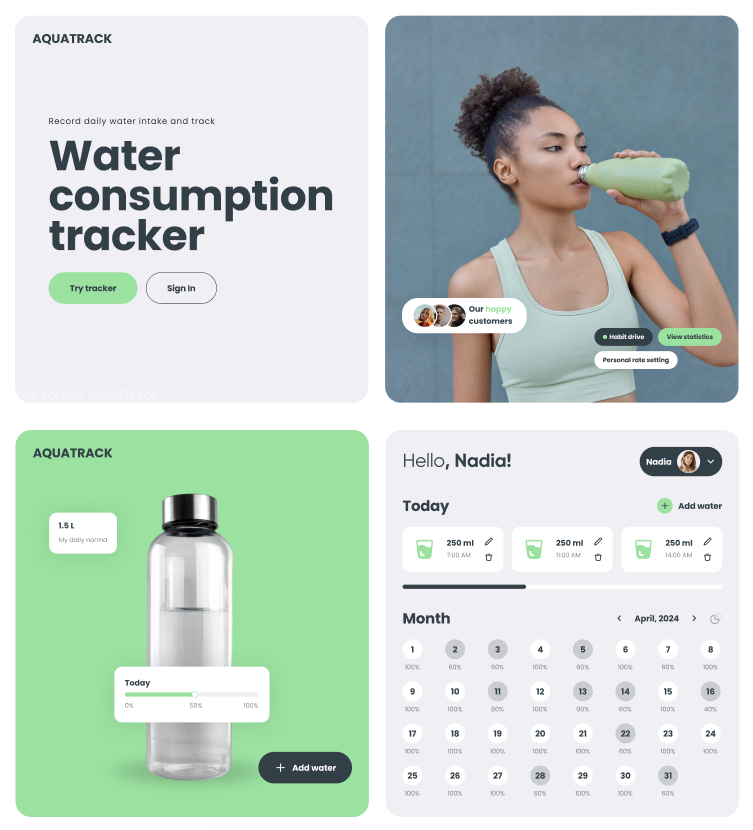 AQUATRACK
Record daily water intake and track
Water
consumption
tracker
Try tracker
Sign In
screen AquaTrack
Our happy
customers
Habit drive
View statistics
Personal rate setting
AQUATRACK
1.5 L
My daily norma
Today
0% 50% 100%
+ Add water
Hello, Nadia!
Nadia
Today
+ Add water
250 ml
7:00 AM
250 ml
11:00 AM
250 ml
14:00 AM
Month
< April, 2024 >
1 2 3 4 5 6 7 8
100% 60% 60% 100% 60% 100% 100% 100%
9 10 11 12 13 14 15 16
100% 100% 80% 100% 90% 60% 100% 40%
17 18 19 20 21 22 23 24
100% 100% 100% 100% 100% 60% 100% 100%
25 26 27 28 29 30 31
100% 100% 100% 60% 100% 100% 60%